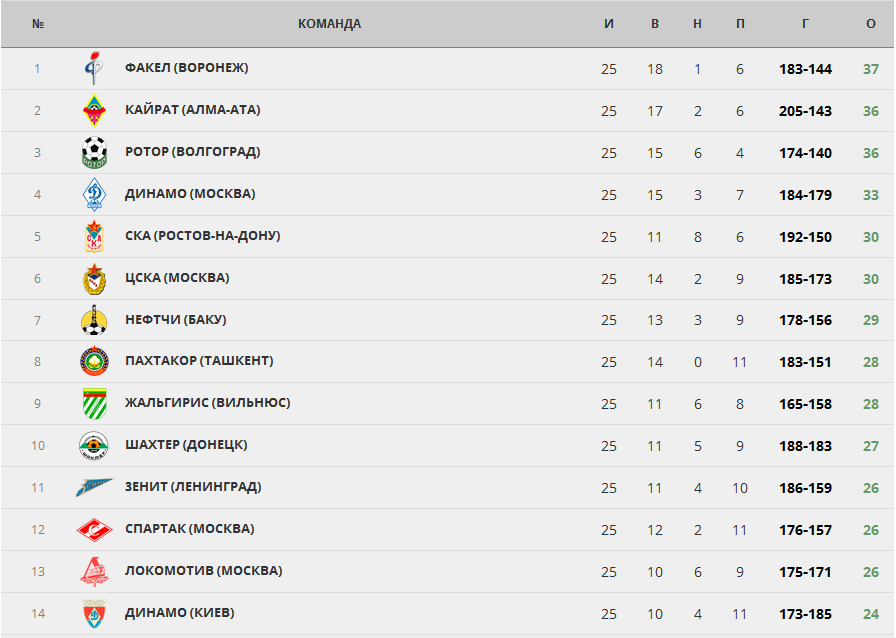 № КОМАНДА И В Н П Г О
1 ФАКЕЛ (ВОРОНЕЖ) 25 18 1 6 183-144 37
2 КАЙРАТ (АЛМА-АТА) 25 17 2 6 205-143 36
3 РОТОР (ВОЛГОГРАД) 25 15 6 4 174-140 36
4 ДИНАМО (МОСКВА) 25 15 3 7 184-179 33
5 СКА (РОСТОВ-НА-ДОНУ) 25 11 8 6 192-150 30
6 ЦСКА (МОСКВА) 25 14 2 9 185-173 30
7 НЕФТЧИ (БАКУ) 25 13 3 9 178-156 29
8 ПАХТАКОР (ТАШКЕНТ) 25 14 0 11 183-151 28
9 ЖАЛЬГИРИС (ВИЛЬНЮС) 25 11 6 8 165-158 28
10 ШАХТЕР (ДОНЕЦК) 25 11 5 9 188-183 27
11 ЗЕНИТ (ЛЕНИНГРАД) 25 11 4 10 186-159 26
12 СПАРТАК (МОСКВА) 25 12 2 11 176-157 26
13 ЛОКОМОТИВ (МОСКВА) 25 10 6 9 175-171 26
14 ДИНАМО (КИЕВ) 25 10 4 11 173-185 24